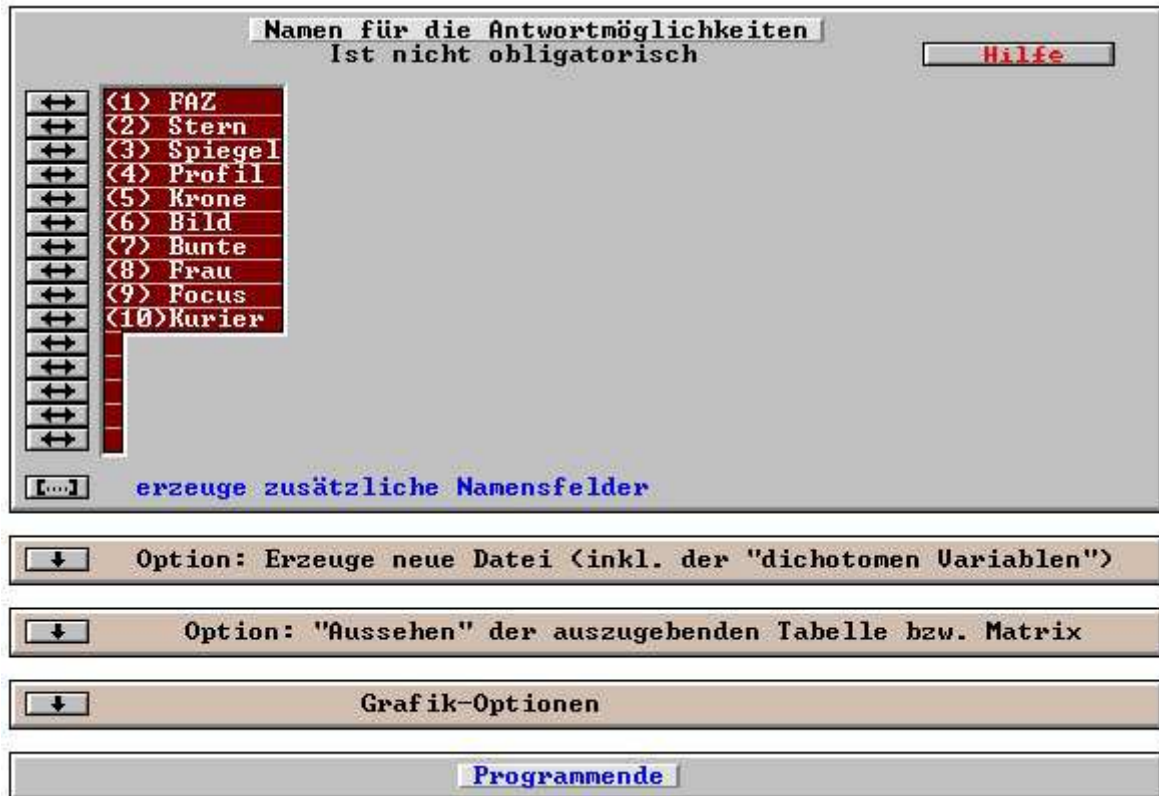 Namen für die Antwortmöglichkeiten
Ist nicht obligatorisch
Hilfe
(1) FAZ
(2) Stern
(3) Spiegel
(4) Profil
(5) Krone
(6) Bild
(7) Bunte
(8) Frau
(9) Focus
(10)Kurier
[....] erzeuge zusätzliche Namensfelder
Option: Erzeuge neue Datei (inkl. der "dichotomen Variablen")
Option: "Aussehen" der auszugebenden Tabelle bzw. Matrix
Grafik-Optionen
Programmende